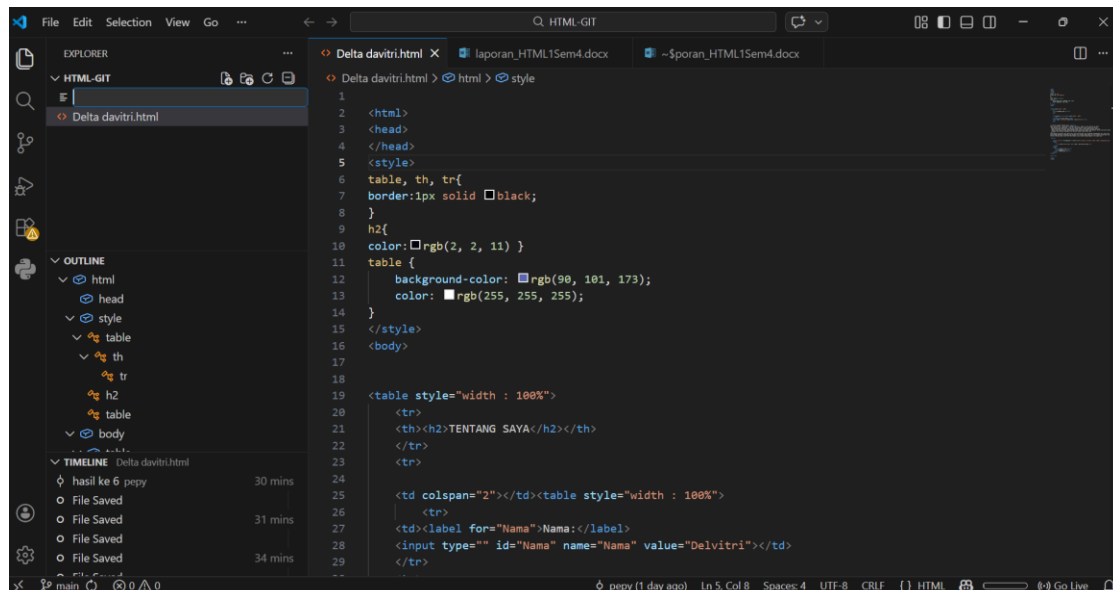 File Edit Selection View Go ... HTML-GIT
EXPLORER ...
HTML-GIT
Delta davitri.html
OUTLINE
html
head
style
table
th
tr
h2
table
body
TIMELINE Delta davitri.html
hasil ke 6 pepy 30 mins
File Saved
File Saved 31 mins
File Saved
File Saved 34 mins
Delta davitri.html laporan_HTML1Sem4.docx ~$poran_HTML1Sem4.docx ...
Delta davitri.html > html > style
1
2 <html>
3 <head>
4 </head>
5 <style>
6 table, th, tr{
7 border:1px solid black;
8 }
9 h2{
10 color: rgb(2, 2, 11) }
11 table {
12 background-color: rgb(90, 101, 173);
13 color: rgb(255, 255, 255);
14 }
15 </style>
16 <body>
17
18
19 <table style="width : 100%">
20 <tr>
21 <th><h2>TENTANG SAYA</h2></th>
22 </tr>
23 <tr>
24
25 <td colspan="2"></td><table style="width : 100%">
26 <tr>
27 <td><label for="Nama">Nama:</label>
28 <input type="" id="Nama" name="Nama" value="Delvitri"></td>
29 </tr>
main 0 0 pepy (1 day ago) Ln 5, Col 8 Spaces: 4 UTF-8 CRLF {} HTML Go Live